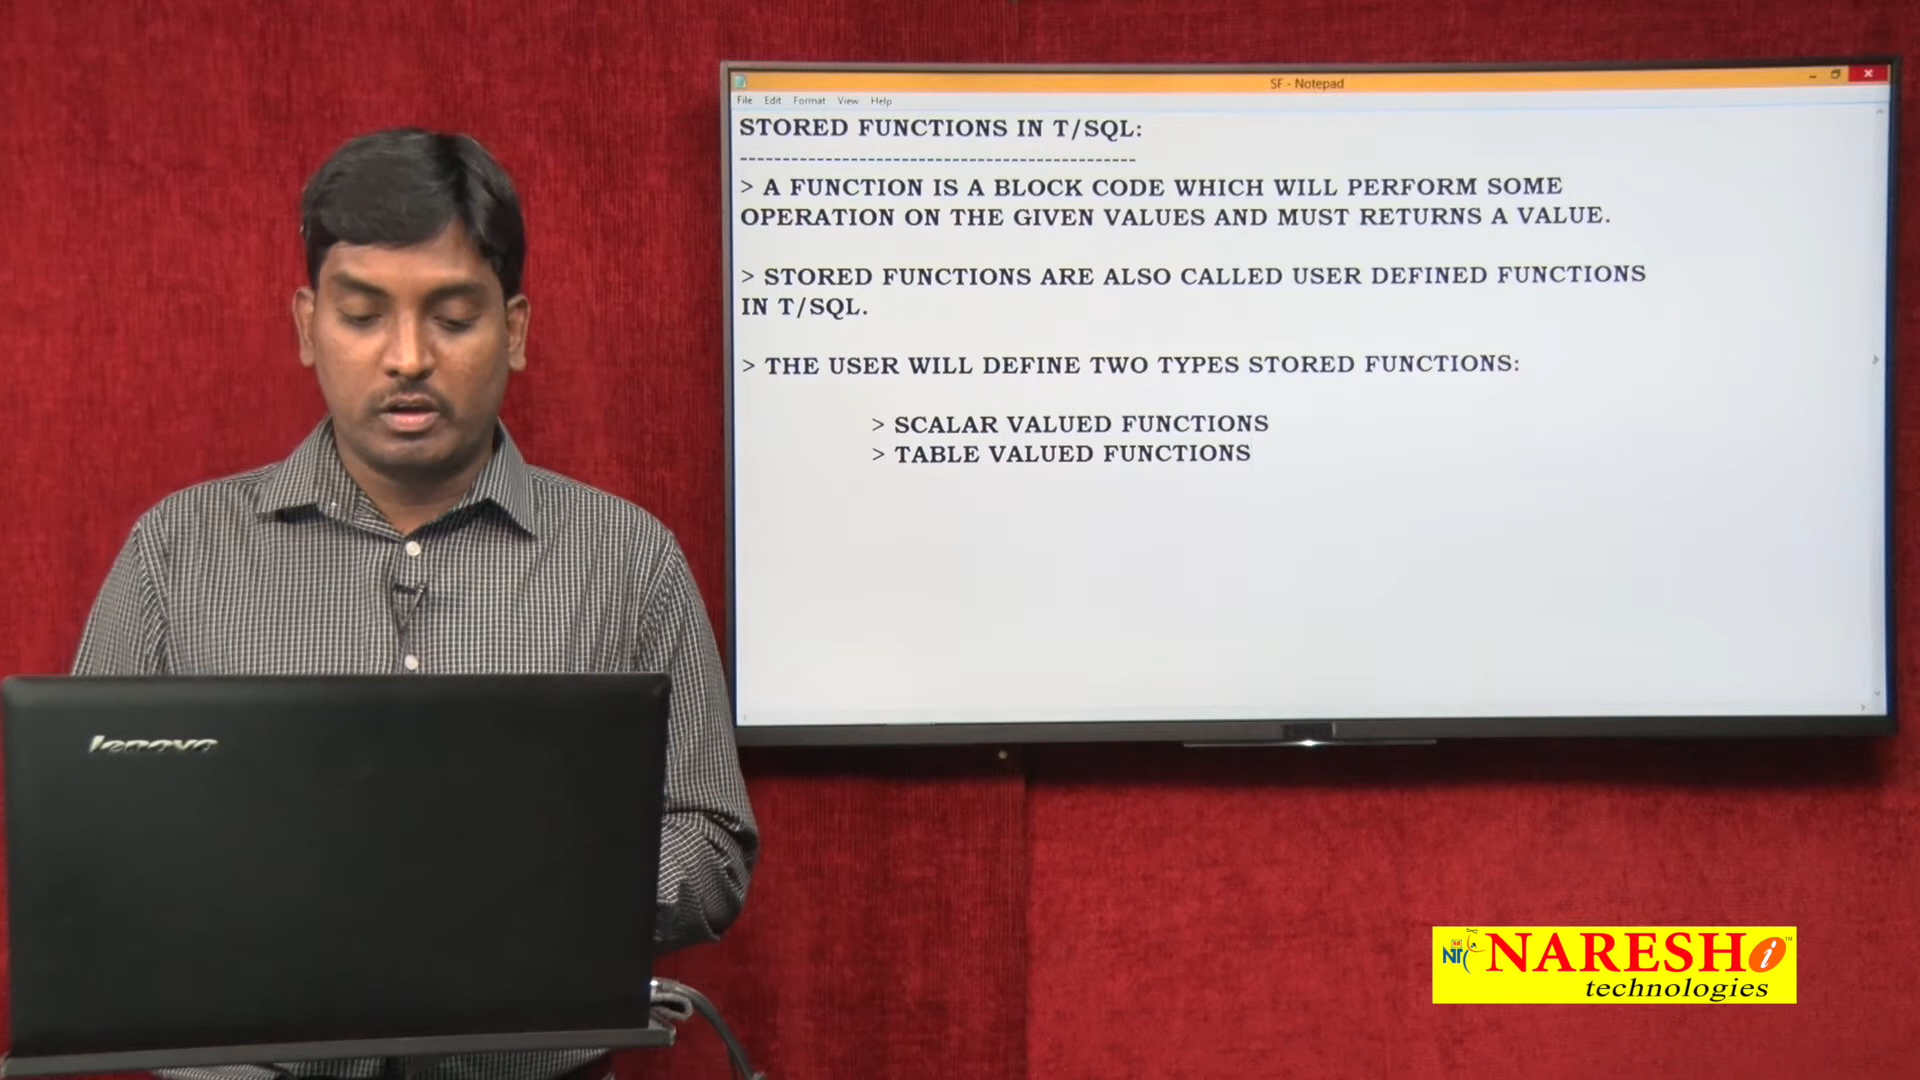 SF - Notepad
File Edit Format View Help
STORED FUNCTIONS IN T/SQL:
--------------------------------------------
> A FUNCTION IS A BLOCK CODE WHICH WILL PERFORM SOME
OPERATION ON THE GIVEN VALUES AND MUST RETURNS A VALUE.
> STORED FUNCTIONS ARE ALSO CALLED USER DEFINED FUNCTIONS
IN T/SQL.
> THE USER WILL DEFINE TWO TYPES STORED FUNCTIONS:
> SCALAR VALUED FUNCTIONS
> TABLE VALUED FUNCTIONS
lenovo
NT NARESH i ™
technologies